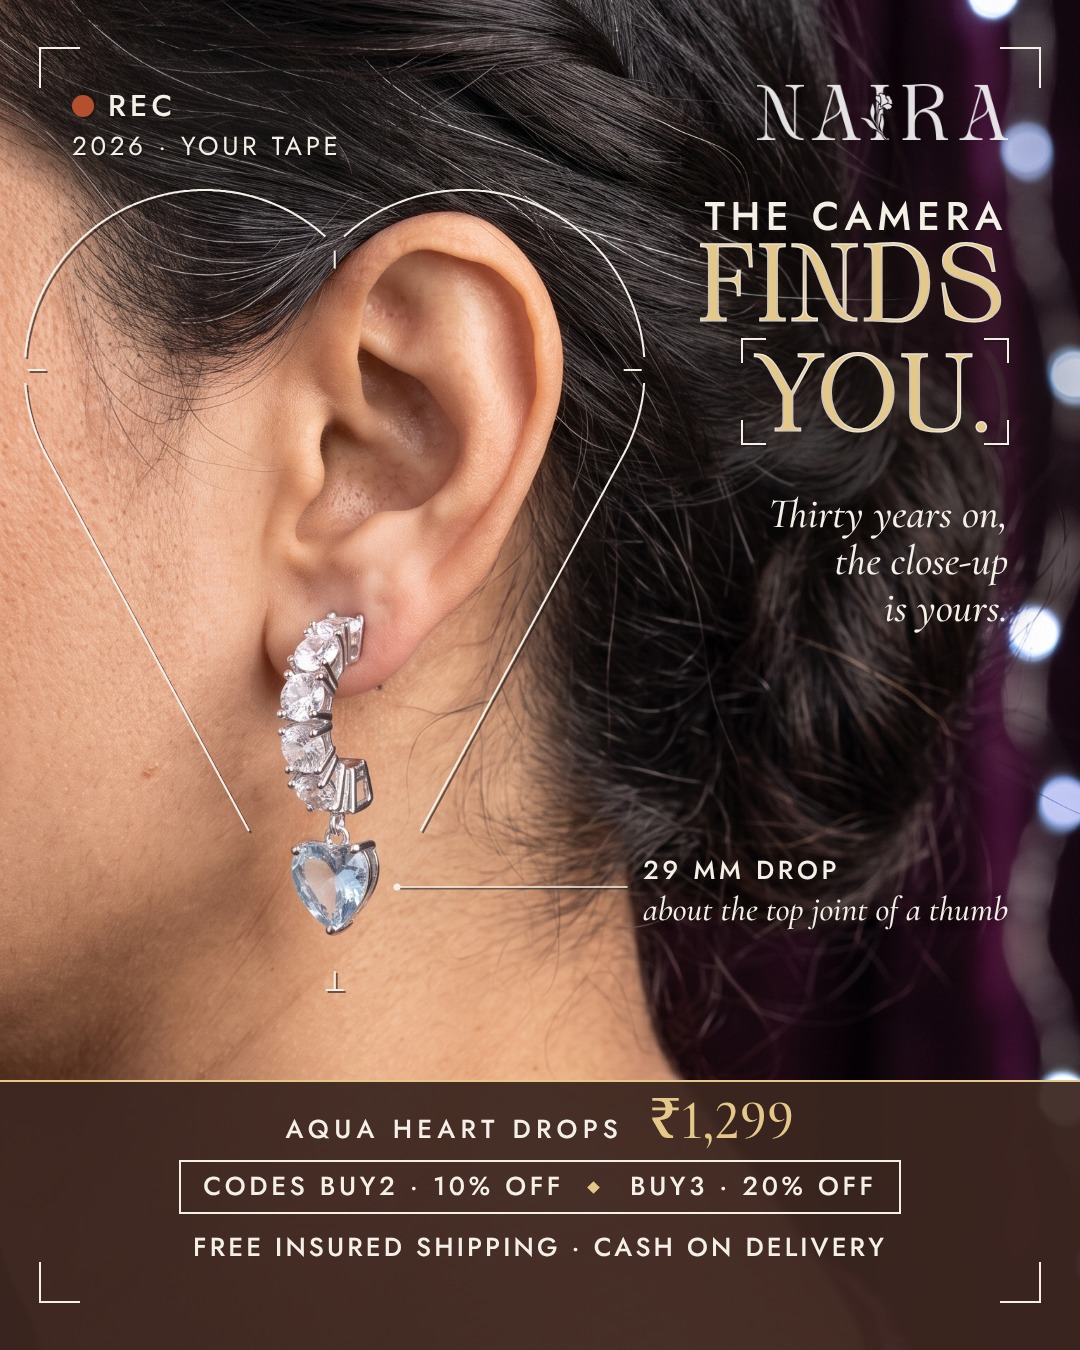 REC
2026 · YOUR TAPE
NAIRA
THE CAMERA
FINDS
YOU.
Thirty years on,
the close-up
is yours.
29 MM DROP
about the top joint of a thumb
AQUA HEART DROPS ₹1,299
CODES BUY2 · 10% OFF ◆ BUY3 · 20% OFF
FREE INSURED SHIPPING · CASH ON DELIVERY